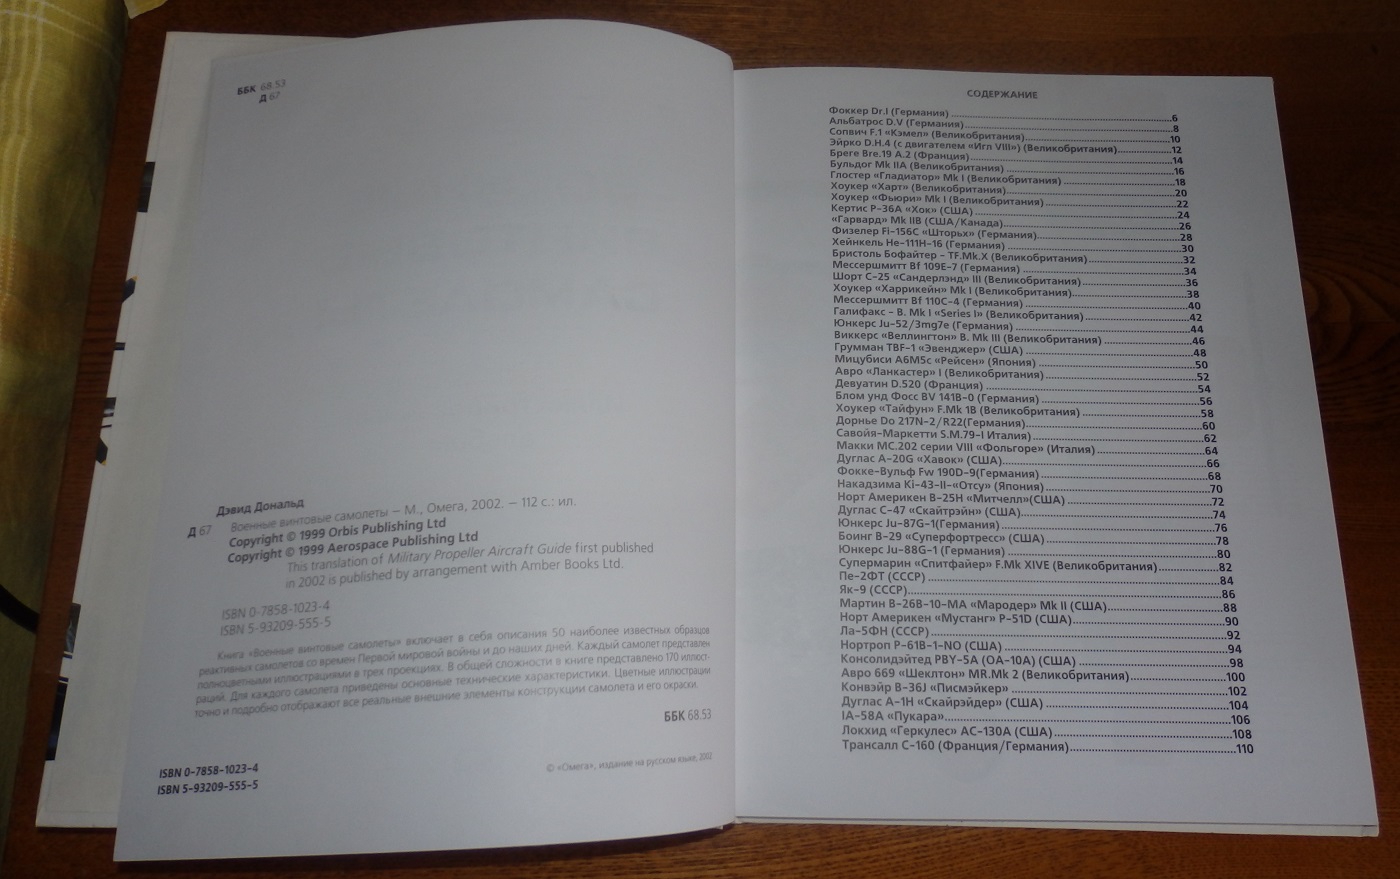 ББК 68.53
Д 67
Дэвид Дональд
Д 67 Военные винтовые самолеты — М., Омега, 2002. — 112 с.: ил.
Copyright © 1999 Orbis Publishing Ltd
Copyright © 1999 Aerospace Publishing Ltd
This translation of Military Propeller Aircraft Guide first published
in 2002 is published by arrangement with Amber Books Ltd.
ISBN 0-7858-1023-4
ISBN 5-93209-555-5
Книга «Военные винтовые самолеты» включает в себя описания 50 наиболее известных образцов
реактивных самолетов со времен Первой мировой войны и до наших дней. Каждый самолет представлен
полноцветными иллюстрациями в трех проекциях. В общей сложности в книге представлено 170 иллюст-
раций. Для каждого самолета приведены основные технические характеристики. Цветные иллюстрации
точно и подробно отображают все реальные внешние элементы конструкции самолета и его окраски.
ББК 68.53
ISBN 0-7858-1023-4
ISBN 5-93209-555-5
© «Омега», издание на русском языке, 2002
СОДЕРЖАНИЕ
Фоккер Dr.I (Германия) 6
Альбатрос D.V (Германия) 8
Сопвич F.1 «Кэмел» (Великобритания) 10
Эйрко D.H.4 (с двигателем «Игл VIII») (Великобритания) 12
Бреге Bre.19 A.2 (Франция) 14
Бульдог Mk IIA (Великобритания) 16
Глостер «Гладиатор» Mk I (Великобритания) 18
Хоукер «Харт» (Великобритания) 20
Хоукер «Фьюри» Mk I (Великобритания) 22
Кертис P-36A «Хок» (США) 24
«Гарвард» Mk IIB (США/Канада) 26
Физелер Fi-156C «Шторьх» (Германия) 28
Хейнкель He-111H-16 (Германия) 30
Бристоль Бофайтер - TF.Mk.X (Великобритания) 32
Мессершмитт Bf 109E-7 (Германия) 34
Шорт С-25 «Сандерлэнд» III (Великобритания) 36
Хоукер «Харрикейн» Mk I (Великобритания) 38
Мессершмитт Bf 110C-4 (Германия) 40
Галифакс - B. Mk I «Series I» (Великобритания) 42
Юнкерс Ju-52/3mg7e (Германия) 44
Виккерс «Веллингтон» B. Mk III (Великобритания) 46
Грумман TBF-1 «Эвенджер» (США) 48
Мицубиси A6M5c «Рейсен» (Япония) 50
Авро «Ланкастер» I (Великобритания) 52
Девуатин D.520 (Франция) 54
Блом унд Фосс BV 141B-0 (Германия) 56
Хоукер «Тайфун» F.Mk 1B (Великобритания) 58
Дорнье Do 217N-2/R22(Германия) 60
Савойя-Маркетти S.M.79-I Италия) 62
Макки MC.202 серии VIII «Фольгоре» (Италия) 64
Дуглас A-20G «Хавок» (США) 66
Фокке-Вульф Fw 190D-9(Германия) 68
Накадзима Ki-43-II-«Отсу» (Япония) 70
Норт Америкен B-25H «Митчелл»(США) 72
Дуглас C-47 «Скайтрэйн» (США) 74
Юнкерс Ju-87G-1(Германия) 76
Боинг B-29 «Суперфортресс» (США) 78
Юнкерс Ju-88G-1 (Германия) 80
Супермарин «Спитфайер» F.Mk XIVE (Великобритания) 82
Пе-2ФТ (СССР) 84
Як-9 (СССР) 86
Мартин B-26B-10-MA «Мародер» Mk II (США) 88
Норт Америкен «Мустанг» P-51D (США) 90
Ла-5ФН (СССР) 92
Нортроп P-61B-1-NO (США) 94
Консолидэйтед PBY-5A (OA-10A) (США) 98
Авро 669 «Шеклтон» MR.Mk 2 (Великобритания) 100
Конвэйр B-36J «Писмэйкер» 102
Дуглас A-1H «Скайрэйдер» (США) 104
IA-58A «Пукара» 106
Локхид «Геркулес» AC-130A (США) 108
Трансалл C-160 (Франция/Германия) 110